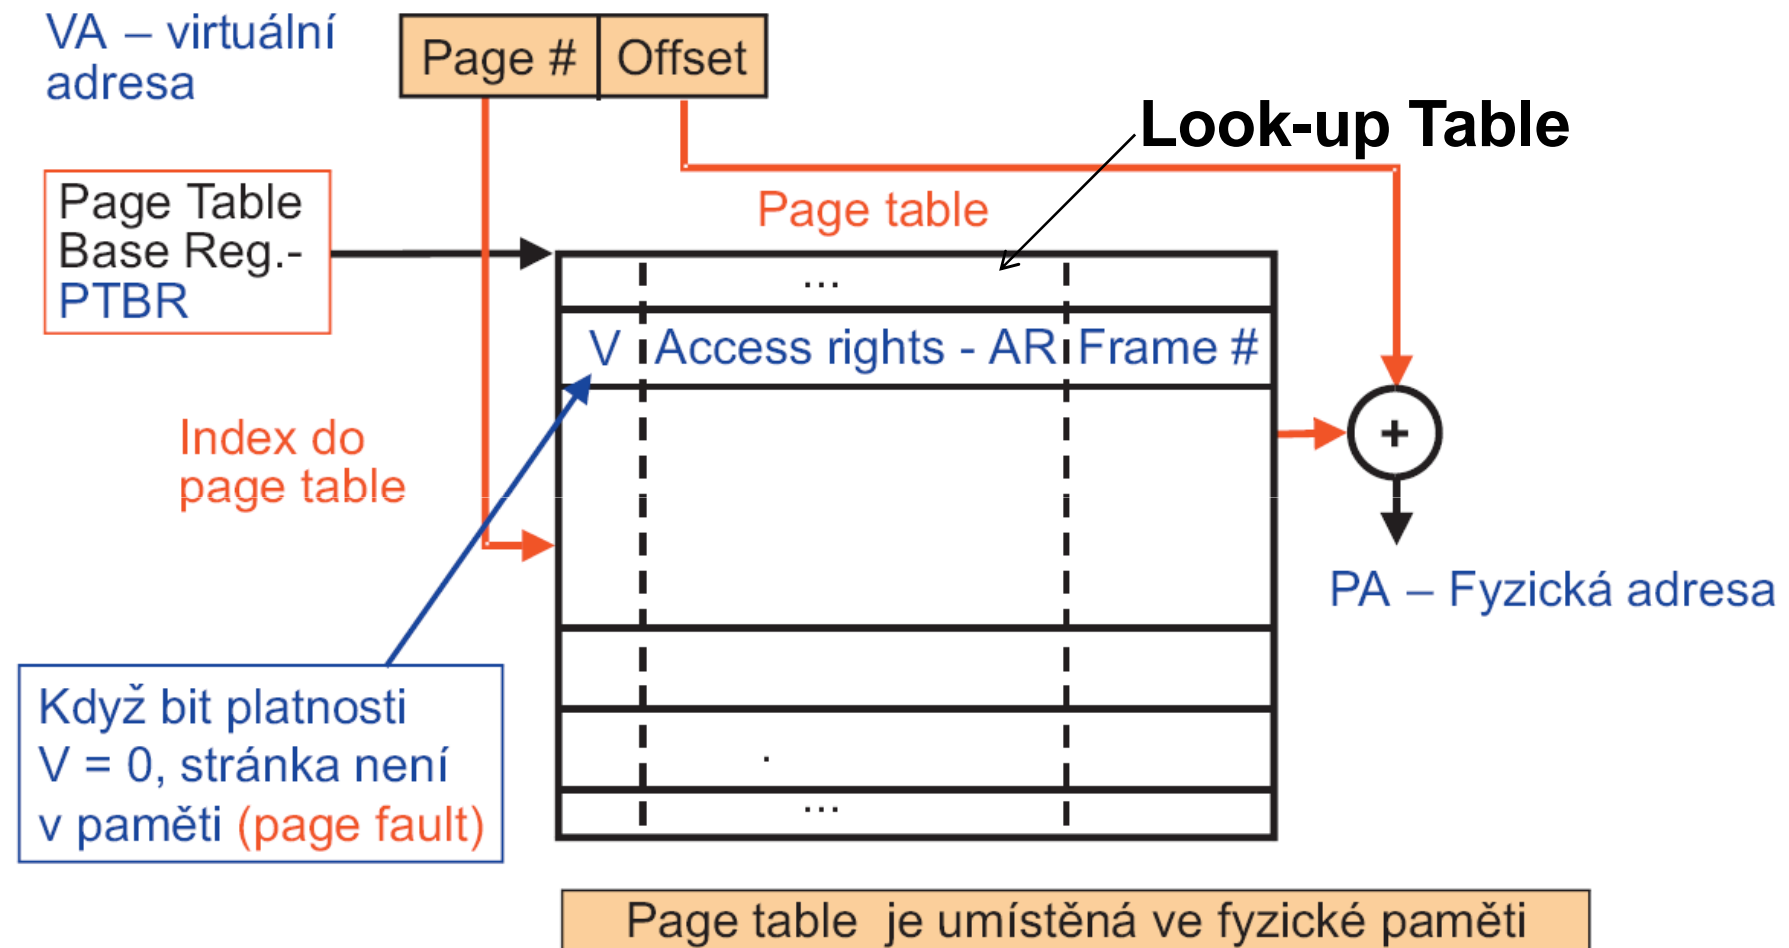 VA – virtuální
adresa
Page # Offset
Look-up Table
Page Table
Base Reg.-
PTBR
Page table
...
V Access rights - AR Frame #
Index do
page table
+
PA – Fyzická adresa
Když bit platnosti
V = 0, stránka není
v paměti (page fault)
.
...
Page table je umístěná ve fyzické paměti